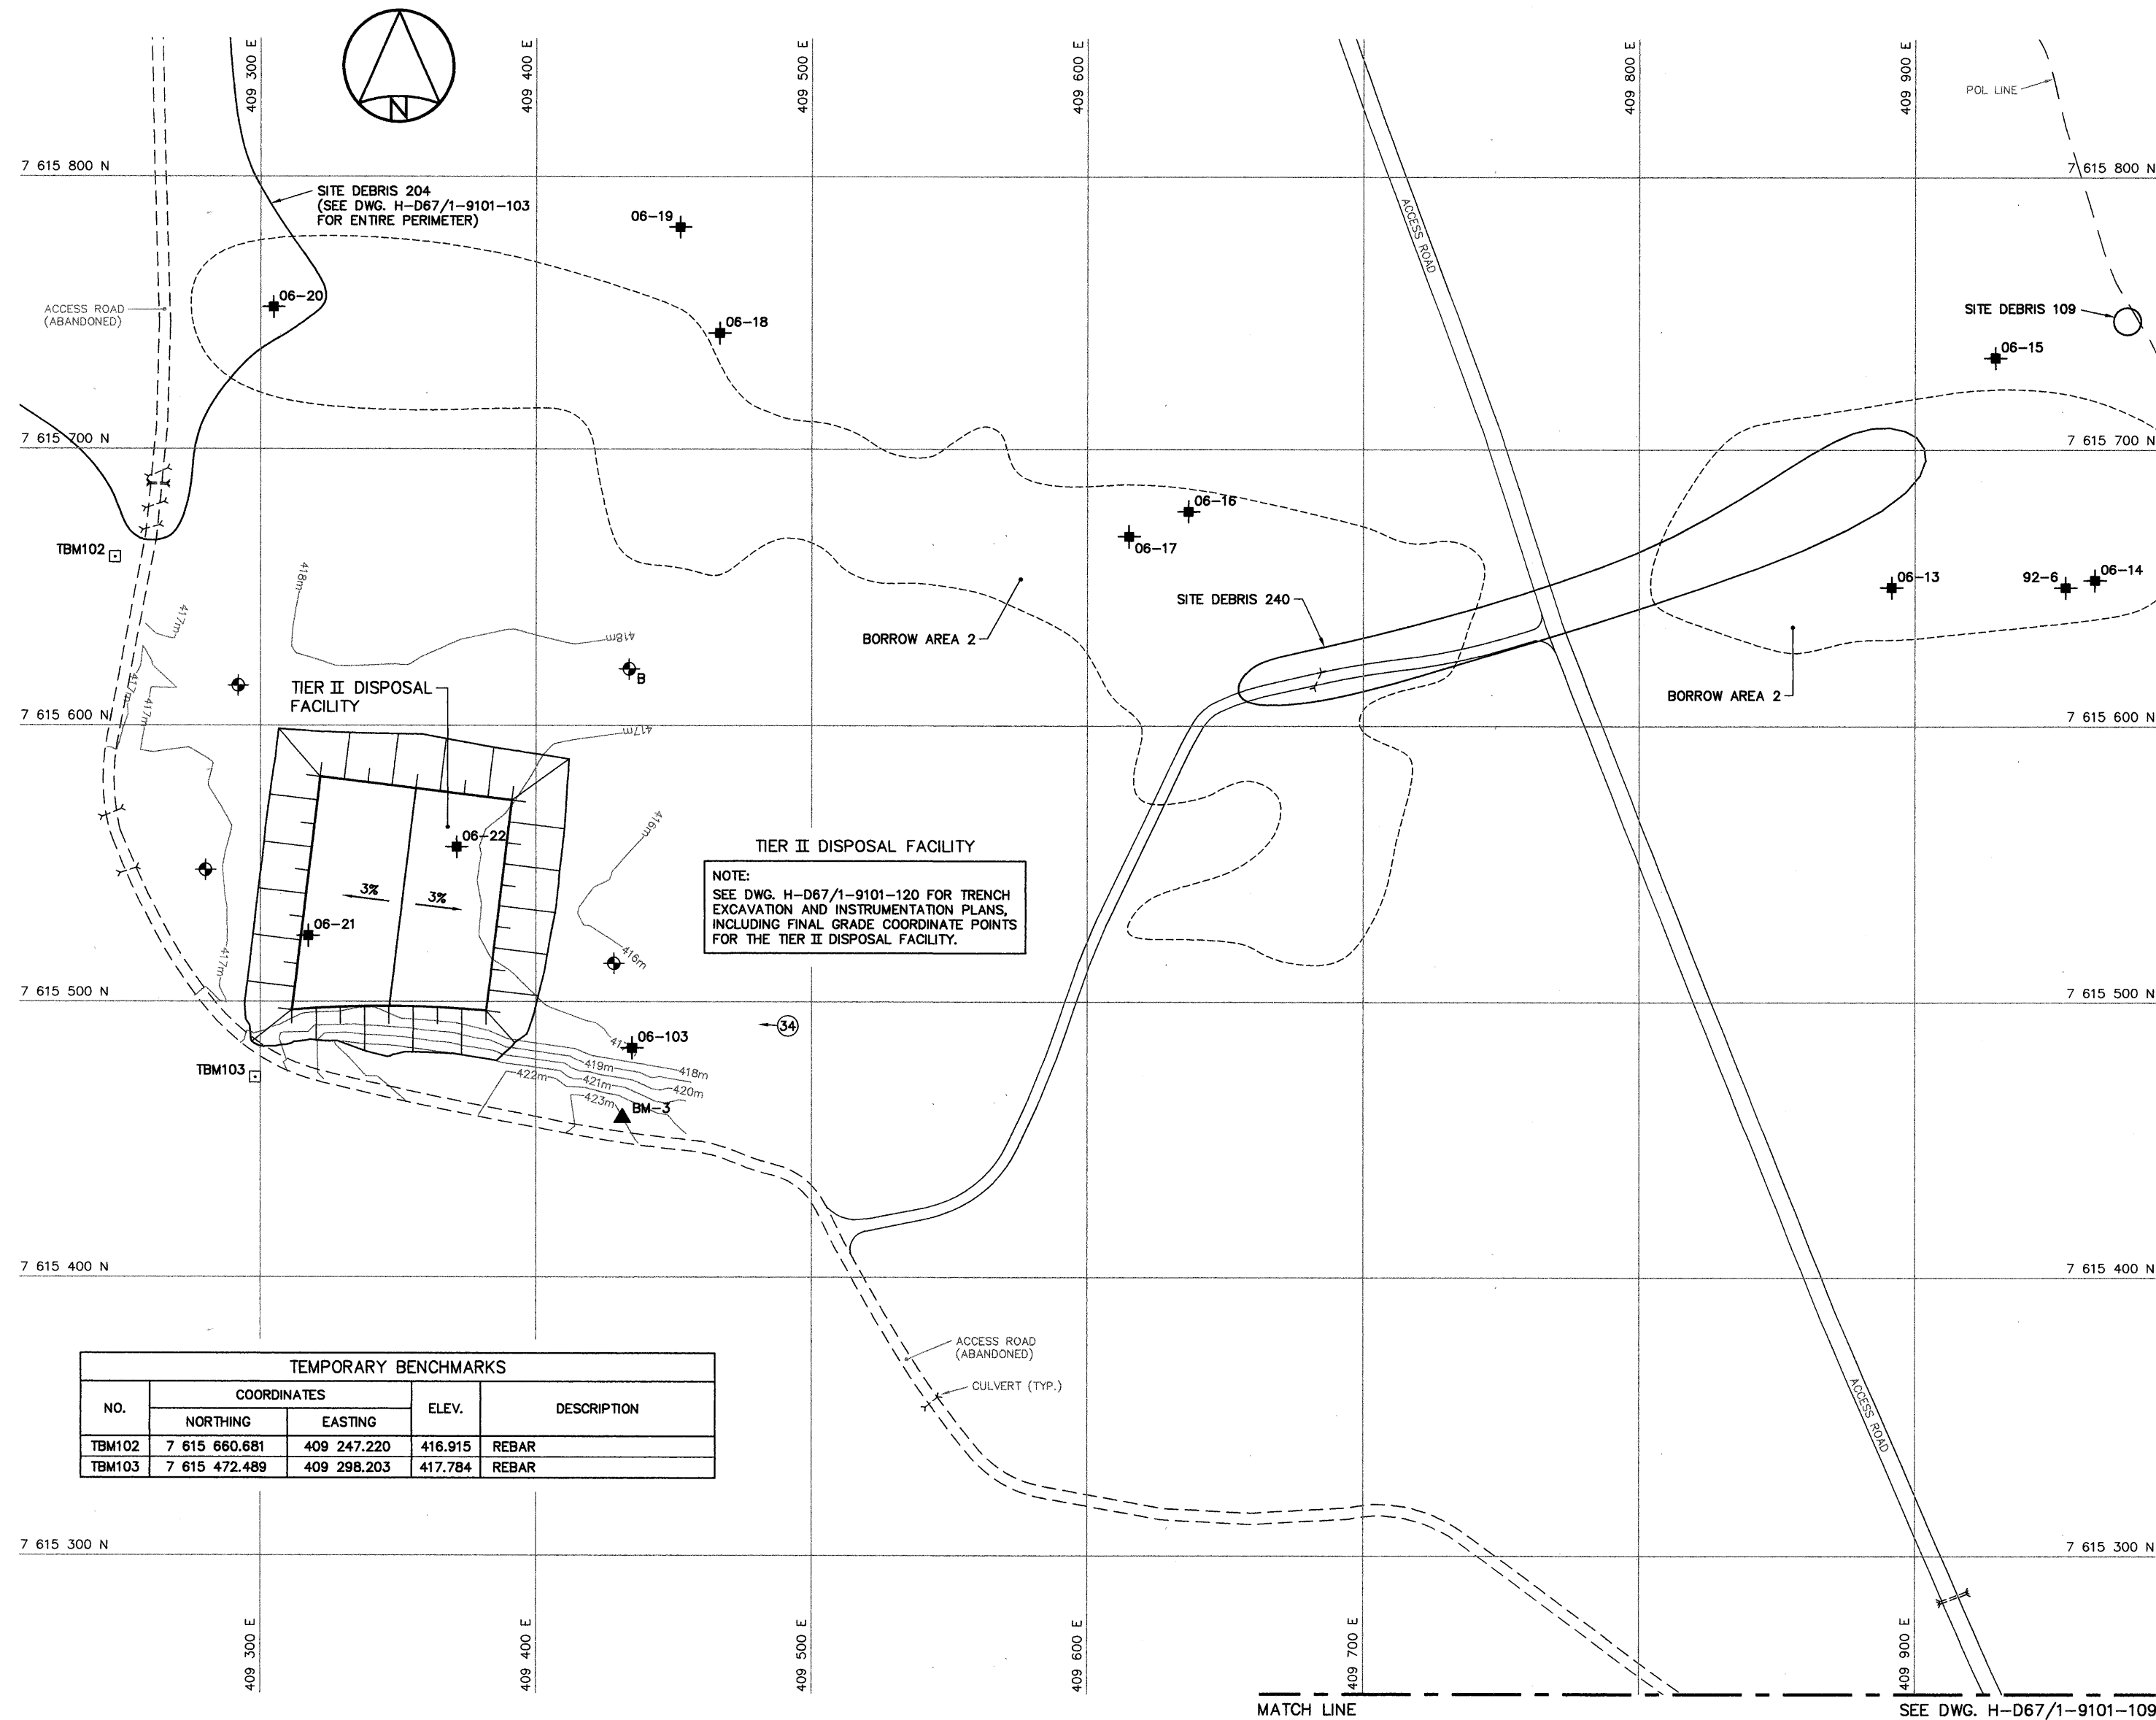 409 300 E
409 400 E
409 500 E
409 600 E
409 800 E
409 900 E
N
POL LINE
7 615 800 N
7 615 800 N
SITE DEBRIS 204
(SEE DWG. H-D67/1-9101-103
FOR ENTIRE PERIMETER)
06-19
ACCESS ROAD
06-20
ACCESS ROAD
(ABANDONED)
06-18
SITE DEBRIS 109
06-15
7 615 700 N
7 615 700 N
06-16
06-17
TBM102
418m
417m
06-13
92-6
06-14
SITE DEBRIS 240
BORROW AREA 2
418m
B
417m
417m
TIER II DISPOSAL
FACILITY
BORROW AREA 2
7 615 600 N
7 615 600 N
417m
416m
06-22
TIER II DISPOSAL FACILITY
NOTE:
SEE DWG. H-D67/1-9101-120 FOR TRENCH
EXCAVATION AND INSTRUMENTATION PLANS,
INCLUDING FINAL GRADE COORDINATE POINTS
FOR THE TIER II DISPOSAL FACILITY.
3%
3%
06-21
416m
417m
7 615 500 N
7 615 500 N
34
06-103
TBM103
419m
418m
422m
421m
420m
423m
BM-3
7 615 400 N
7 615 400 N
ACCESS ROAD
(ABANDONED)
CULVERT (TYP.)
ACCESS ROAD
TEMPORARY BENCHMARKS
NO.
COORDINATES
ELEV.
DESCRIPTION
NORTHING
EASTING
TBM102 7 615 660.681 409 247.220 416.915 REBAR
TBM103 7 615 472.489 409 298.203 417.784 REBAR
7 615 300 N
7 615 300 N
409 300 E
409 400 E
409 500 E
409 600 E
409 700 E
409 900 E
MATCH LINE
SEE DWG. H-D67/1-9101-109